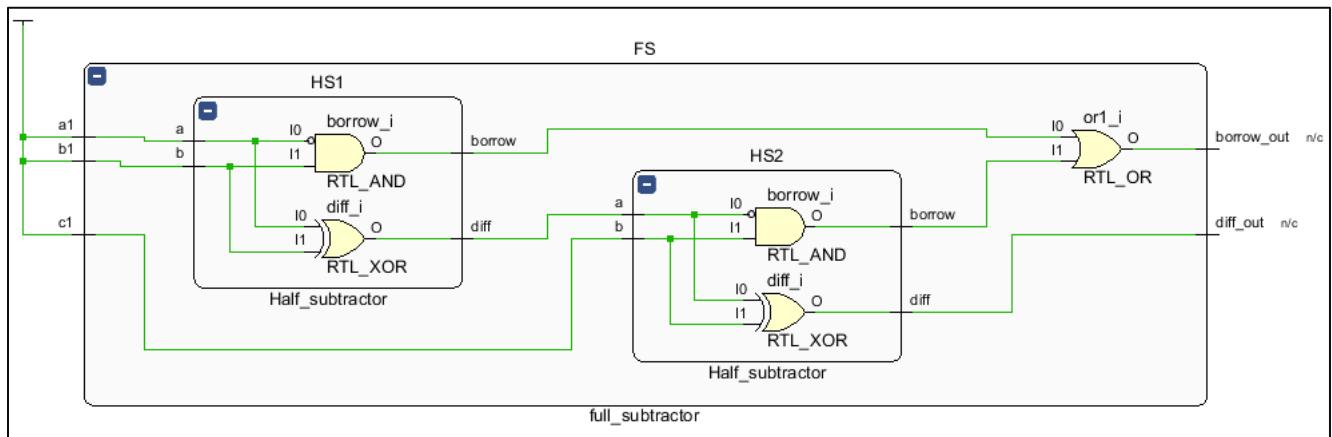 FS
HS1
a1
b1
c1
a
b
I0
I1
borrow_i
O
RTL_AND
diff_i
I0
I1
O
RTL_XOR
borrow
diff
Half_subtractor
HS2
a
b
I0
I1
borrow_i
O
RTL_AND
diff_i
I0
I1
O
RTL_XOR
borrow
diff
Half_subtractor
or1_i
I0
I1
O
RTL_OR
borrow_out n/c
diff_out n/c
full_subtractor